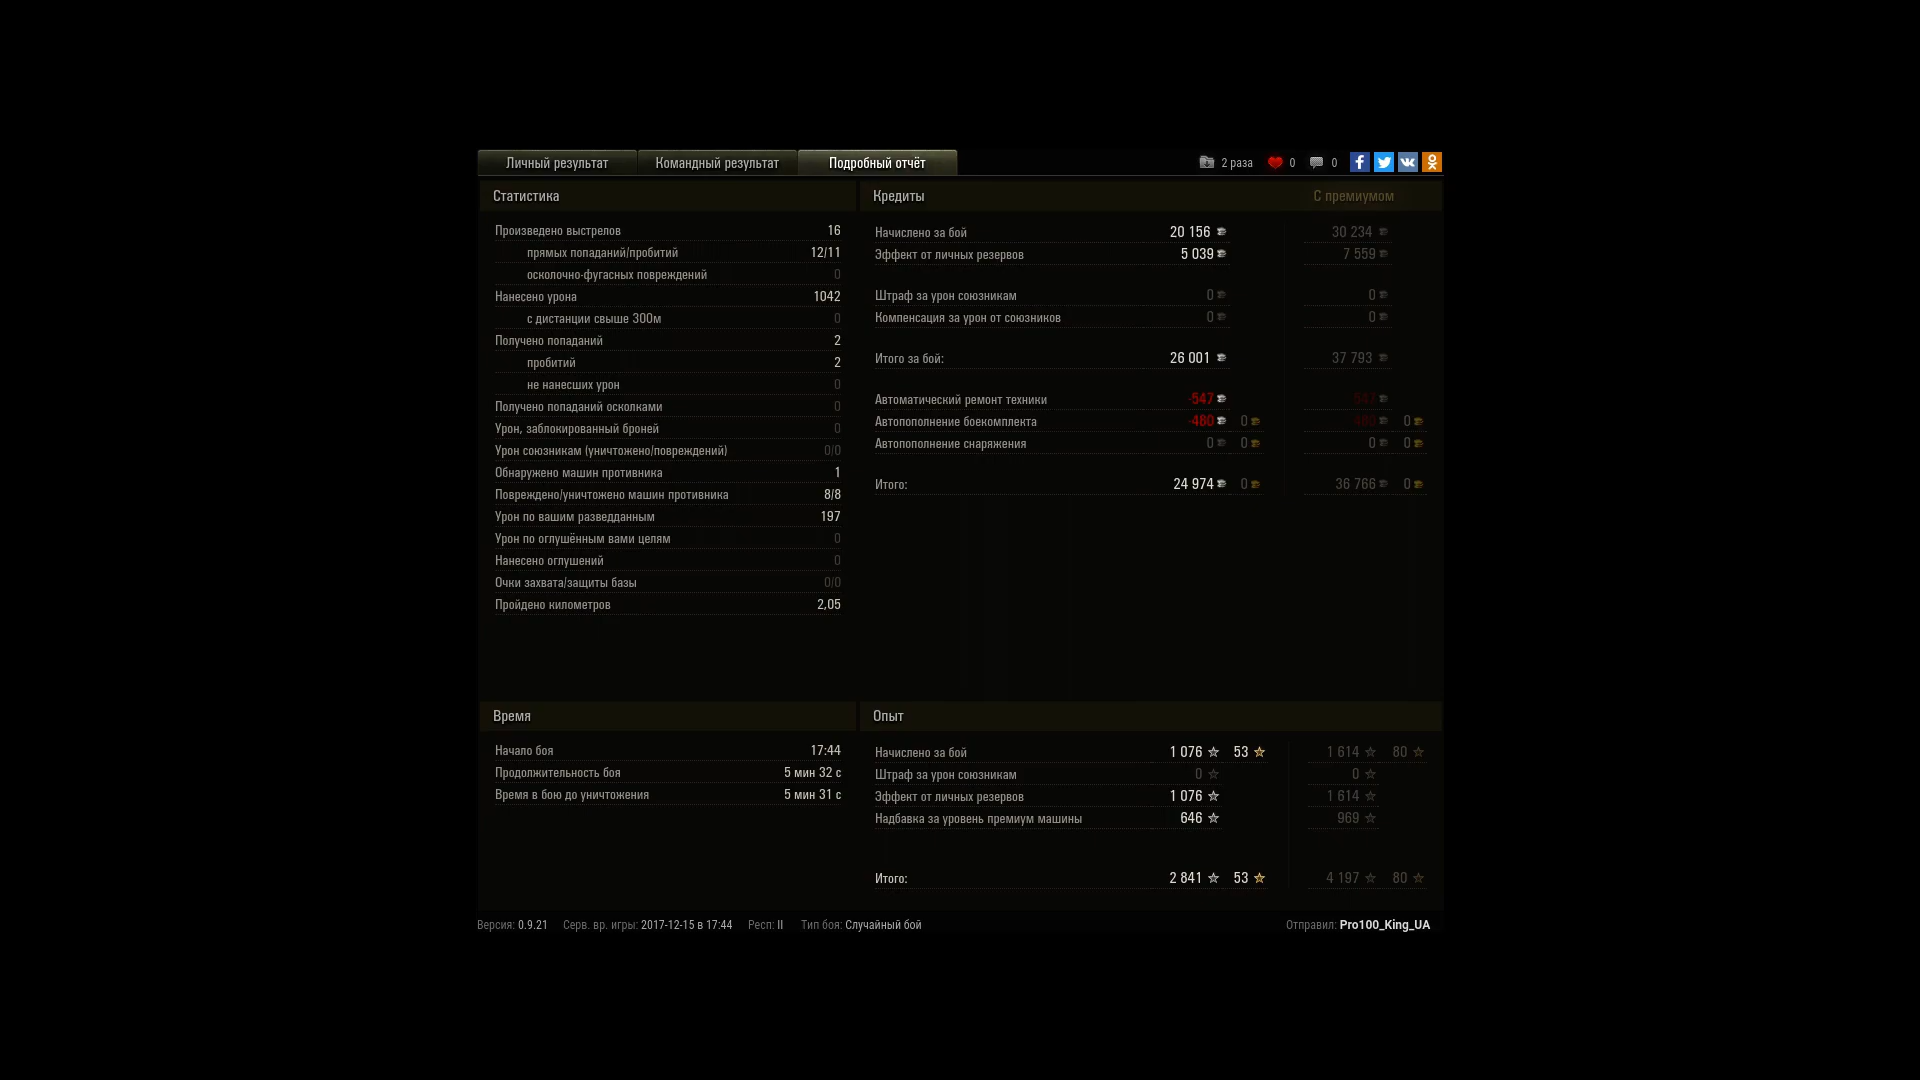 Личный результат Командный результат Подробный отчёт 2 раза 0 0
Статистика
Произведено выстрелов 16
прямых попаданий/пробитий 12/11
осколочно-фугасных повреждений 0
Нанесено урона 1042
с дистанции свыше 300м 0
Получено попаданий 2
пробитий 2
не нанесших урон 0
Получено попаданий осколками 0
Урон, заблокированный броней 0
Урон союзникам (уничтожено/повреждений) 0/0
Обнаружено машин противника 1
Повреждено/уничтожено машин противника 8/8
Урон по вашим разведданным 197
Урон по оглушённым вами целям 0
Нанесено оглушений 0
Очки захвата/защиты базы 0/0
Пройдено километров 2,05
Кредиты С премиумом
Начислено за бой 20 156 30 234
Эффект от личных резервов 5 039 7 559
Штраф за урон союзникам 0 0
Компенсация за урон от союзников 0 0
Итого за бой: 26 001 37 793
Автоматический ремонт техники -547 -547
Автопополнение боекомплекта -480 0 -480 0
Автопополнение снаряжения 0 0 0 0
Итого: 24 974 0 36 766 0
Время
Начало боя 17:44
Продолжительность боя 5 мин 32 с
Время в бою до уничтожения 5 мин 31 с
Опыт
Начислено за бой 1 076 53 1 614 80
Штраф за урон союзникам 0 0
Эффект от личных резервов 1 076 1 614
Надбавка за уровень премиум машины 646 969
Итого: 2 841 53 4 197 80
Версия: 0.9.21 Серв. вр. игры: 2017-12-15 в 17:44 Респ: II Тип боя: Случайный бой Отправил: Pro100_King_UA